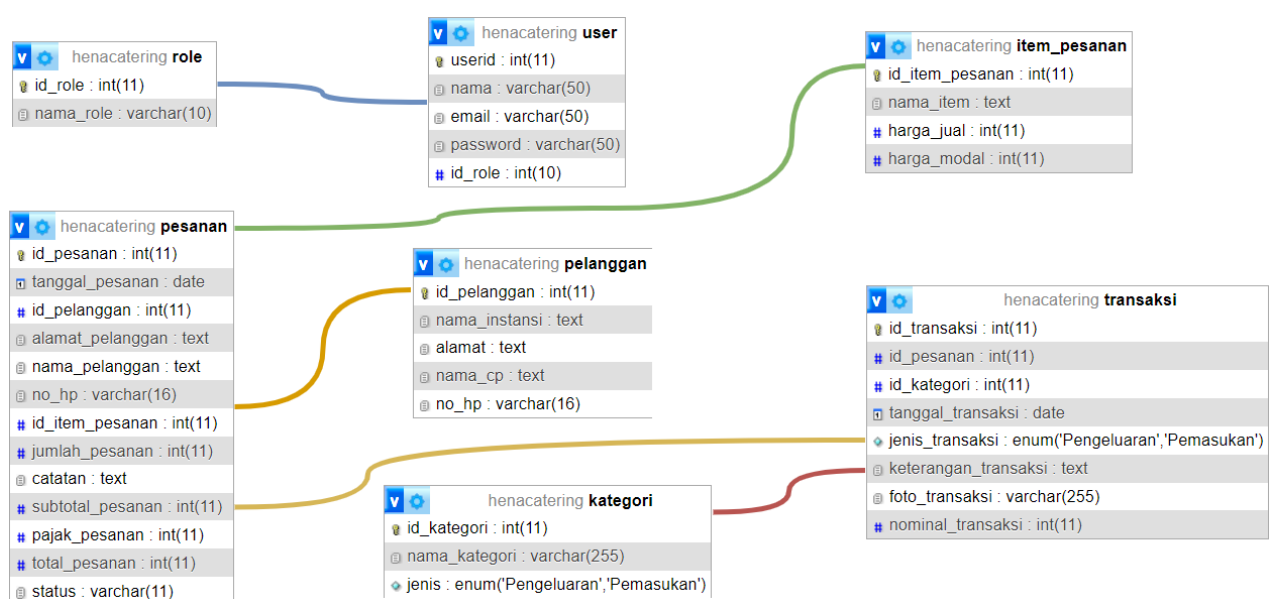 henacatering role
id_role : int(11)
nama_role : varchar(10)
henacatering user
userid : int(11)
nama : varchar(50)
email : varchar(50)
password : varchar(50)
id_role : int(10)
henacatering item_pesanan
id_item_pesanan : int(11)
nama_item : text
harga_jual : int(11)
harga_modal : int(11)
henacatering pesanan
id_pesanan : int(11)
tanggal_pesanan : date
id_pelanggan : int(11)
alamat_pelanggan : text
nama_pelanggan : text
no_hp : varchar(16)
id_item_pesanan : int(11)
jumlah_pesanan : int(11)
catatan : text
subtotal_pesanan : int(11)
pajak_pesanan : int(11)
total_pesanan : int(11)
status : varchar(11)
henacatering pelanggan
id_pelanggan : int(11)
nama_instansi : text
alamat : text
nama_cp : text
no_hp : varchar(16)
henacatering kategori
id_kategori : int(11)
nama_kategori : varchar(255)
jenis : enum('Pengeluaran','Pemasukan')
henacatering transaksi
id_transaksi : int(11)
id_pesanan : int(11)
id_kategori : int(11)
tanggal_transaksi : date
jenis_transaksi : enum('Pengeluaran','Pemasukan')
keterangan_transaksi : text
foto_transaksi : varchar(255)
nominal_transaksi : int(11)